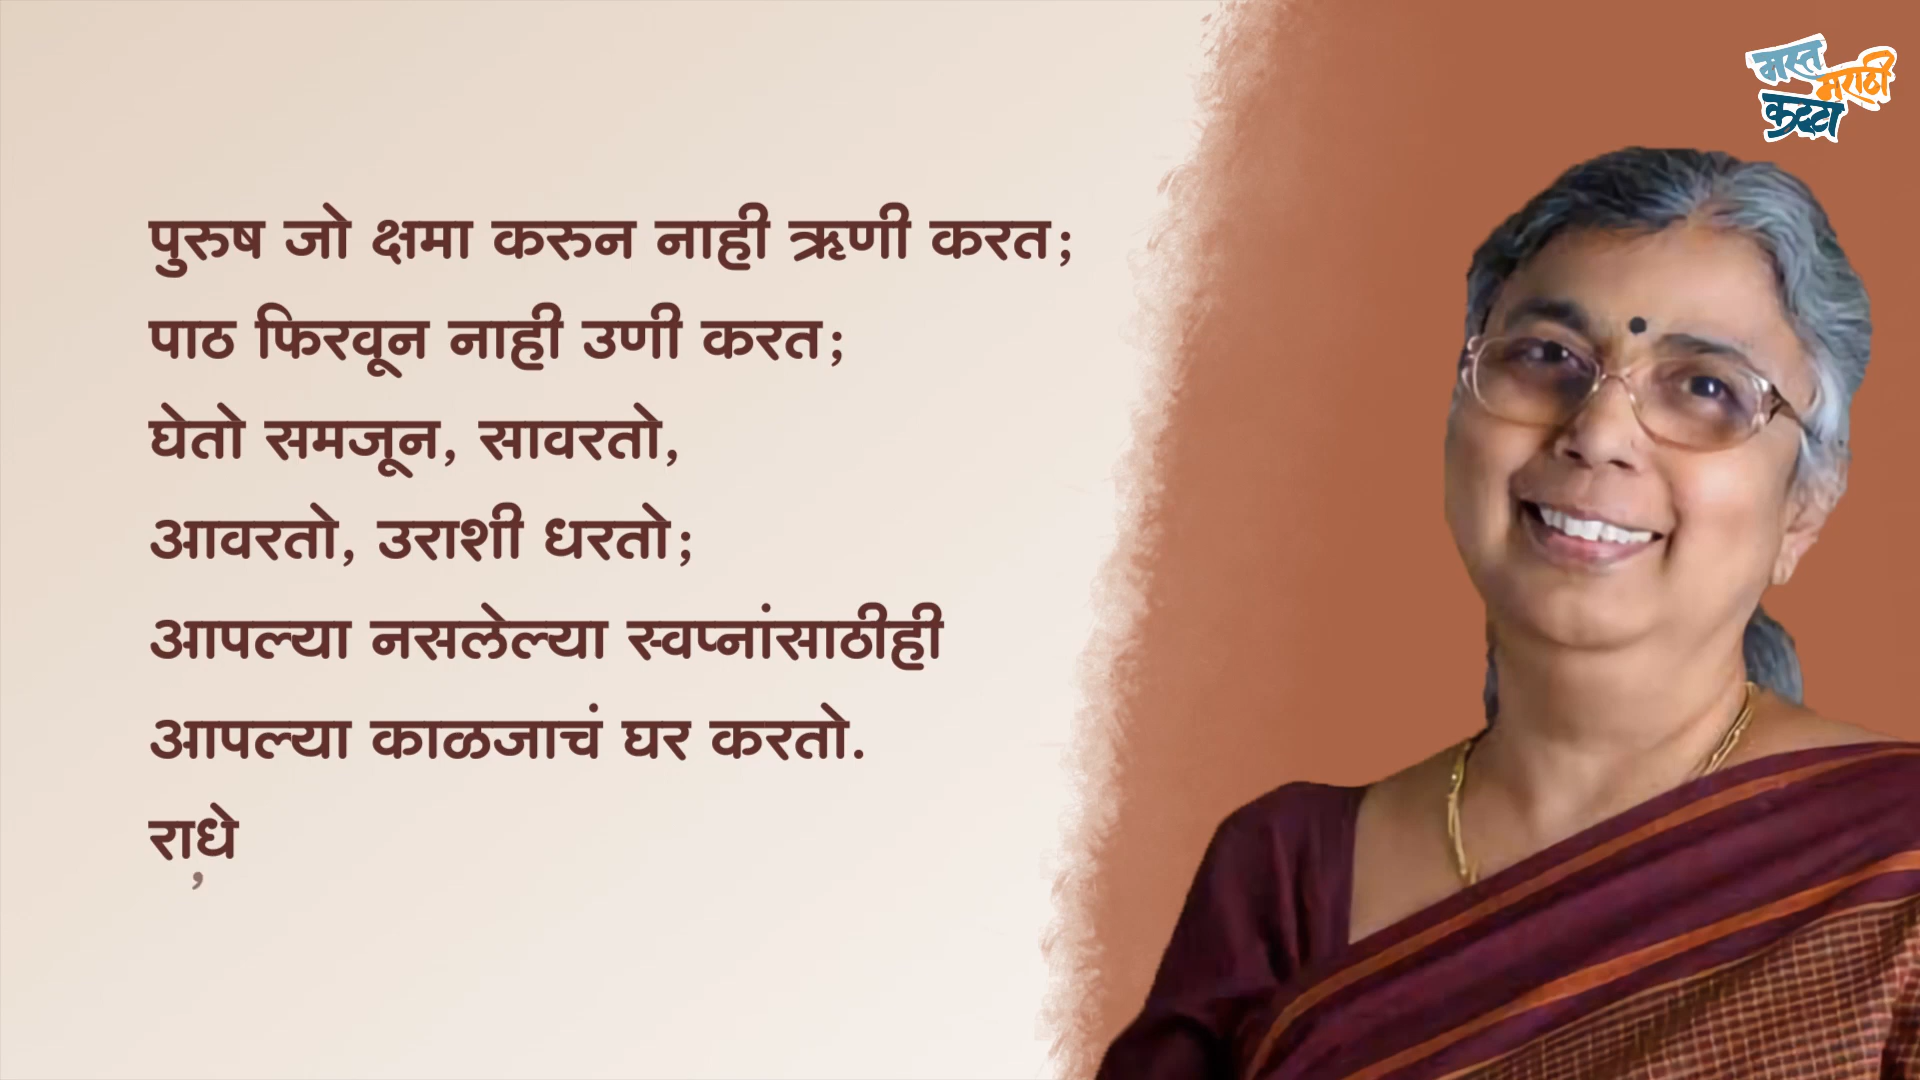 मस्त
मराठी
कट्टा
पुरुष जो क्षमा करुन नाही ऋणी करत;
पाठ फिरवून नाही उणी करत;
घेतो समजून, सावरतो,
आवरतो, उराशी धरतो;
आपल्या नसलेल्या स्वप्नांसाठीही
आपल्या काळजाचं घर करतो.
राधे,